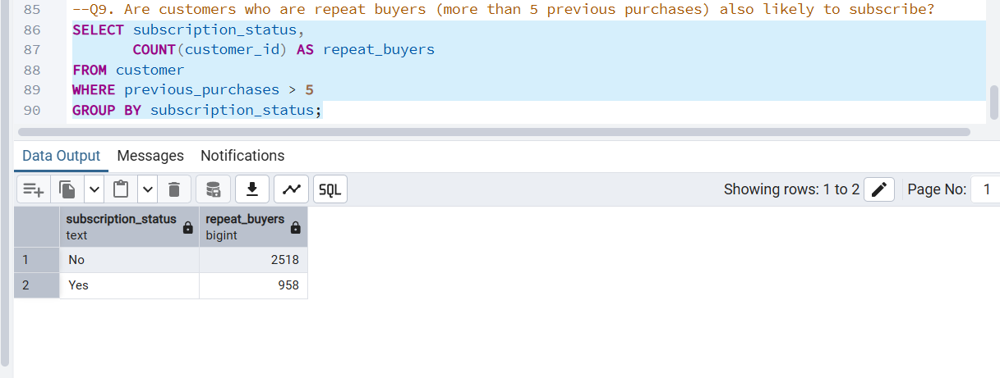 85 --Q9. Are customers who are repeat buyers (more than 5 previous purchases) also likely to subscribe?
86 SELECT subscription_status,
87 COUNT(customer_id) AS repeat_buyers
88 FROM customer
89 WHERE previous_purchases > 5
90 GROUP BY subscription_status;
Data Output Messages Notifications
SQL Showing rows: 1 to 2 Page No: 1
subscription_status repeat_buyers
text bigint
1 No 2518
2 Yes 958